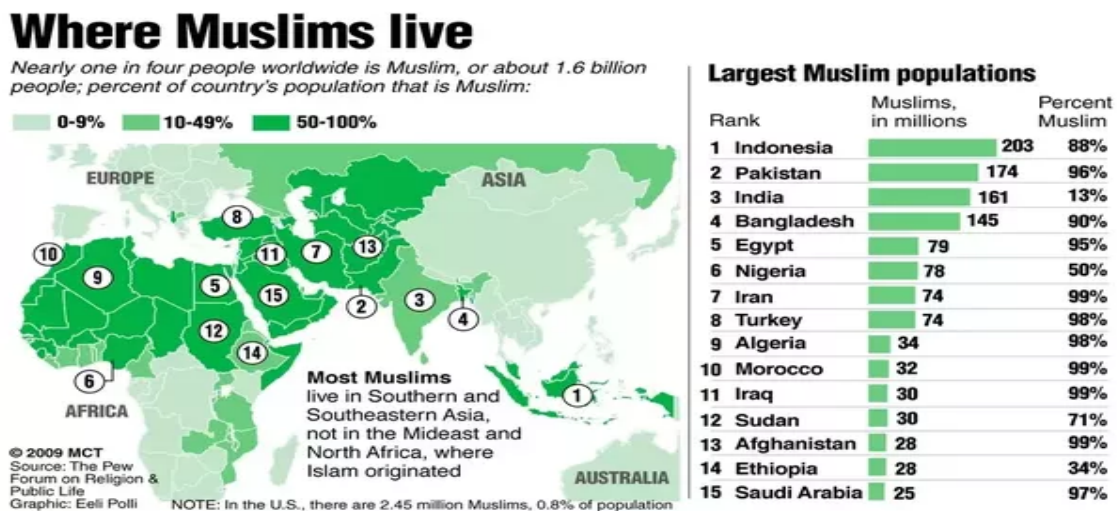 Where Muslims live
Nearly one in four people worldwide is Muslim, or about 1.6 billion
people; percent of country's population that is Muslim:
0-9%
10-49%
50-100%
EUROPE
ASIA
8
10
9
11
7
13
5
15
2
3
4
12
14
6
1
AFRICA
AUSTRALIA
Most Muslims
live in Southern and
Southeastern Asia,
not in the Mideast and
North Africa, where
Islam originated
© 2009 MCT
Source: The Pew
Forum on Religion &
Public Life
Graphic: Eeli Polli
NOTE: In the U.S., there are 2.45 million Muslims, 0.8% of population
Largest Muslim populations
Rank
Muslims,
in millions
Percent
Muslim
1 Indonesia 203 88%
2 Pakistan 174 96%
3 India 161 13%
4 Bangladesh 145 90%
5 Egypt 79 95%
6 Nigeria 78 50%
7 Iran 74 99%
8 Turkey 74 98%
9 Algeria 34 98%
10 Morocco 32 99%
11 Iraq 30 99%
12 Sudan 30 71%
13 Afghanistan 28 99%
14 Ethiopia 28 34%
15 Saudi Arabia 25 97%